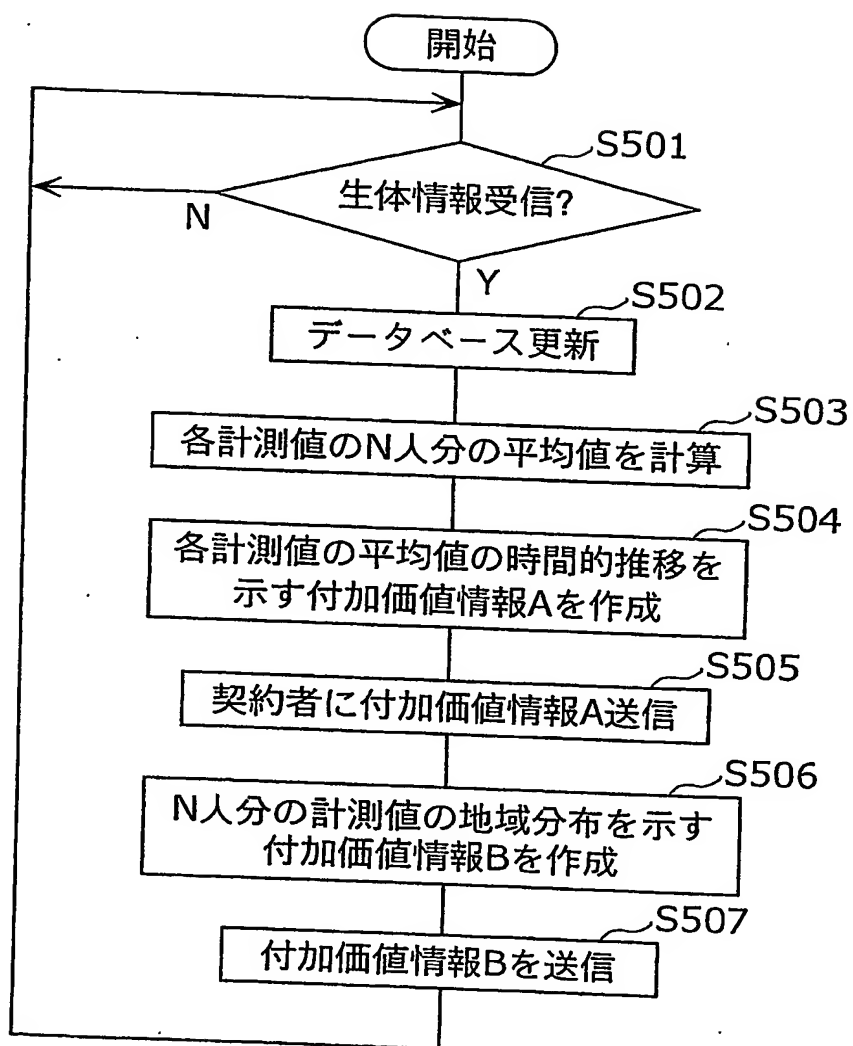 開始
S501
生体情報受信?
N
Y
S502
データベース更新
S503
各計測値のN人分の平均値を計算
S504
各計測値の平均値の時間的推移を
示す付加価値情報Aを作成
S505
契約者に付加価値情報A送信
S506
N人分の計測値の地域分布を示す
付加価値情報Bを作成
S507
付加価値情報Bを送信